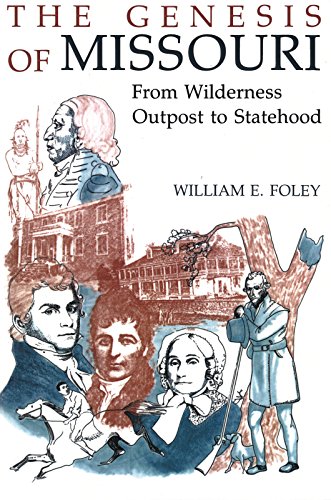 THE GENESIS
OF MISSOURI
From Wilderness
Outpost to Statehood
WILLIAM E. FOLEY